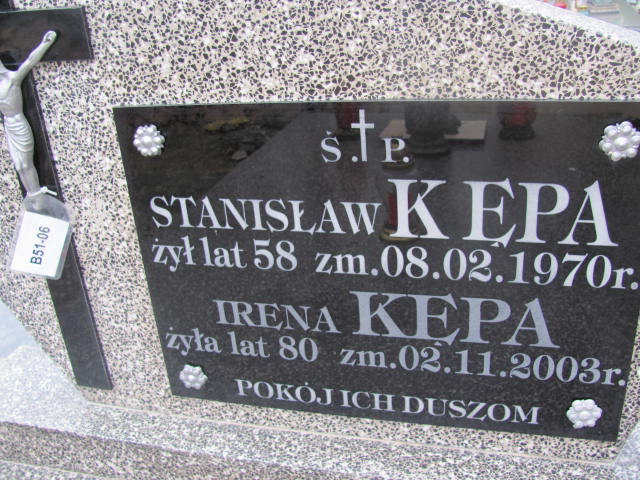 Ś.†P.
STANISŁAW KĘPA
żył lat 58 zm.08.02.1970r.
IRENA KĘPA
żyła lat 80 zm.02.11.2003r.
POKÓJ ICH DUSZOM
B51-06